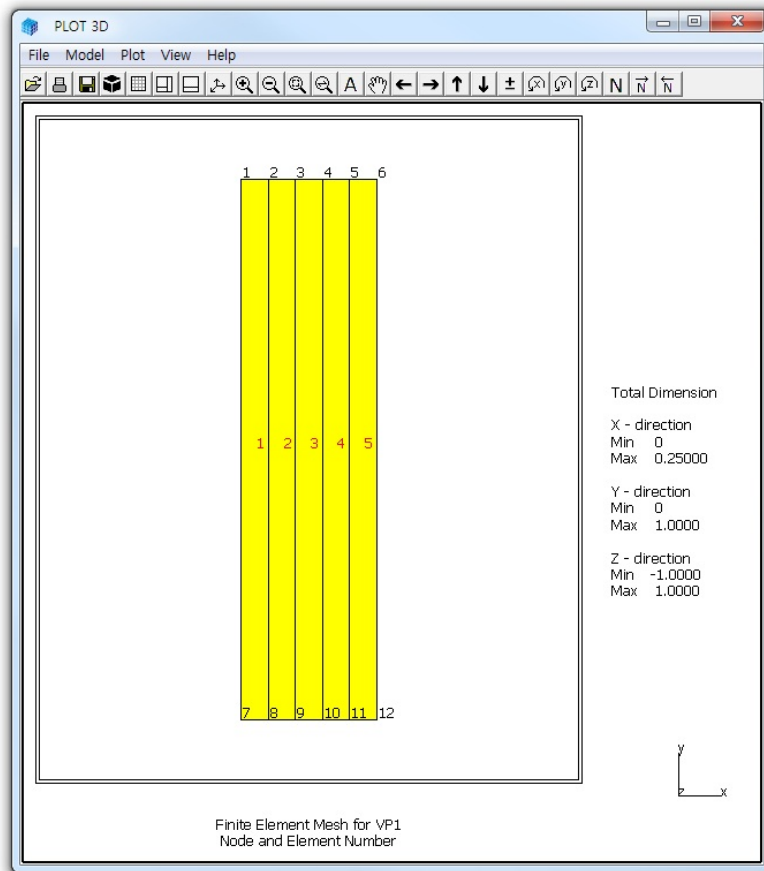 PLOT 3D
File Model Plot View Help
A ± x y z N N N
1 2 3 4 5 6
1 2 3 4 5
7 8 9 10 11 12
Total Dimension
X - direction
Min 0
Max 0.25000
Y - direction
Min 0
Max 1.0000
Z - direction
Min -1.0000
Max 1.0000
y
z x
Finite Element Mesh for VP1
Node and Element Number